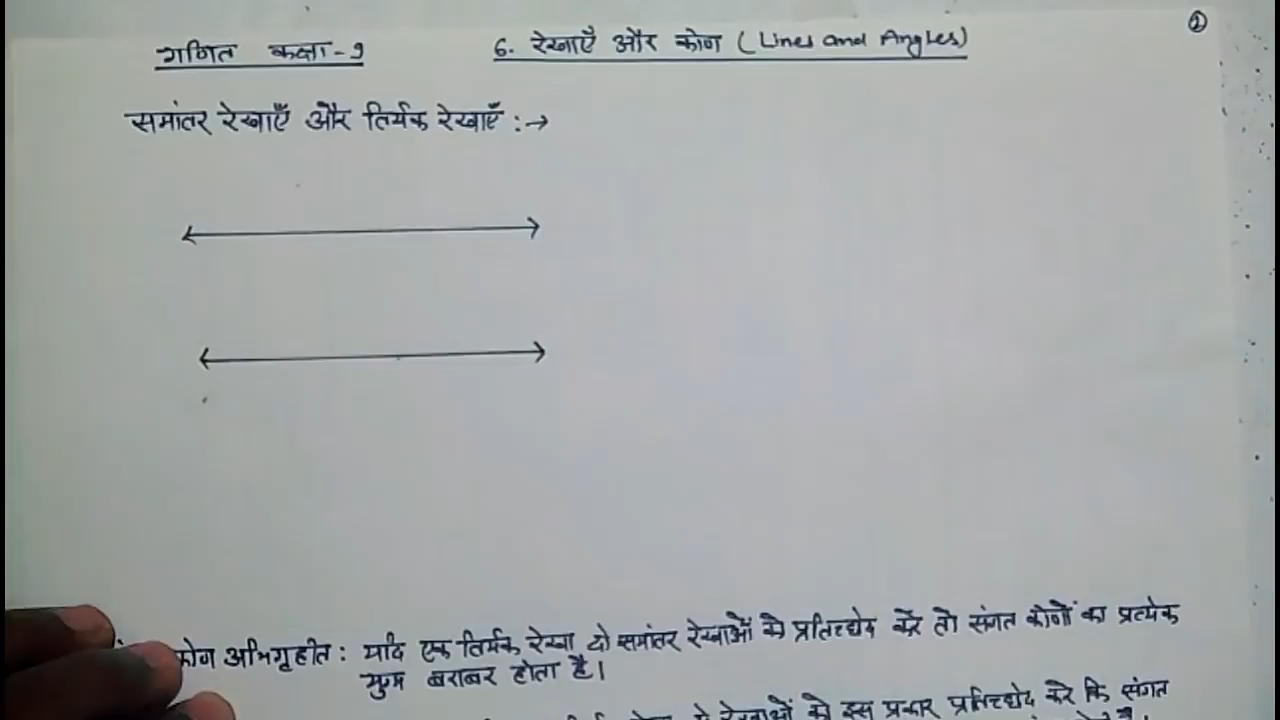 गणित कक्षा-9
6. रेखाएँ और कोण (Lines and Angles)
②
समांतर रेखाएँ और तिर्यक रेखाएँ :→
कोण अभिगृहीत : यदि एक तिर्यक रेखा दो समांतर रेखाओं को प्रतिच्छेद करे तो संगत कोणों का प्रत्येक
युग्म बराबर होता है।
रेखाओं को इस प्रकार प्रतिच्छेद करे कि संगत